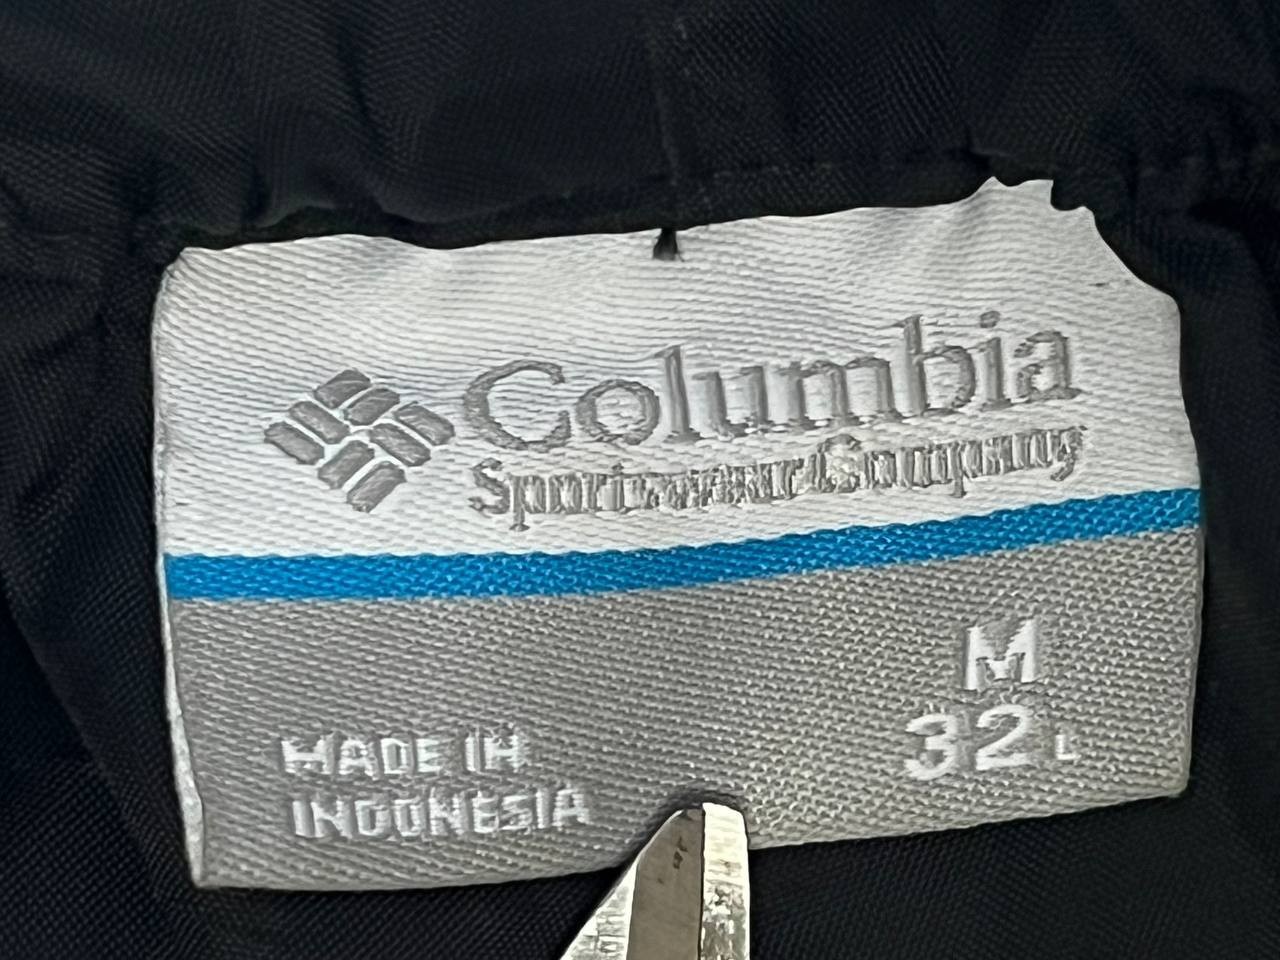 Columbia
Sportswear Company
M
32 L
MADE IN
INDONESIA